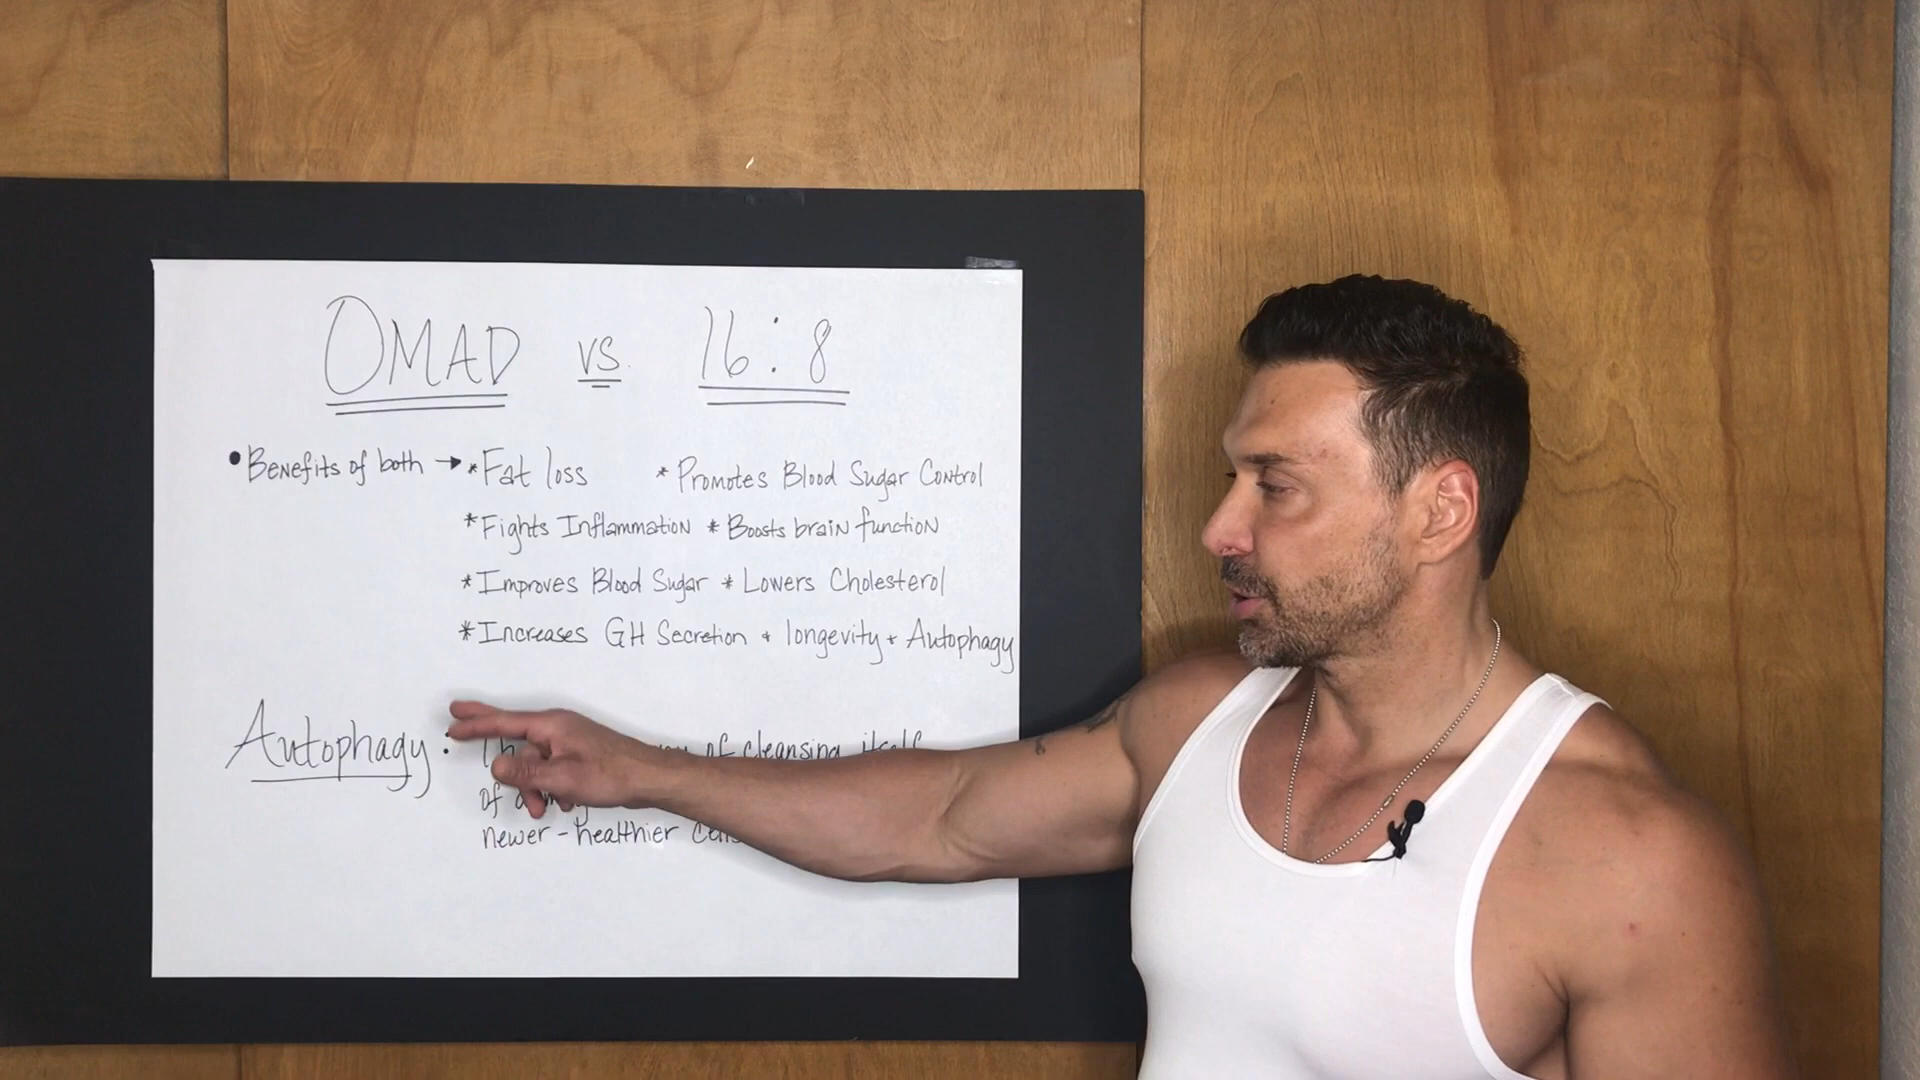 OMAD vs. 16:8
• Benefits of both → * Fat loss * Promotes Blood Sugar Control
* Fights Inflammation * Boosts brain function
* Improves Blood Sugar * Lowers Cholesterol
* Increases GH Secretion + longevity + Autophagy
Autophagy: of cleansing itself
of
newer - healthier